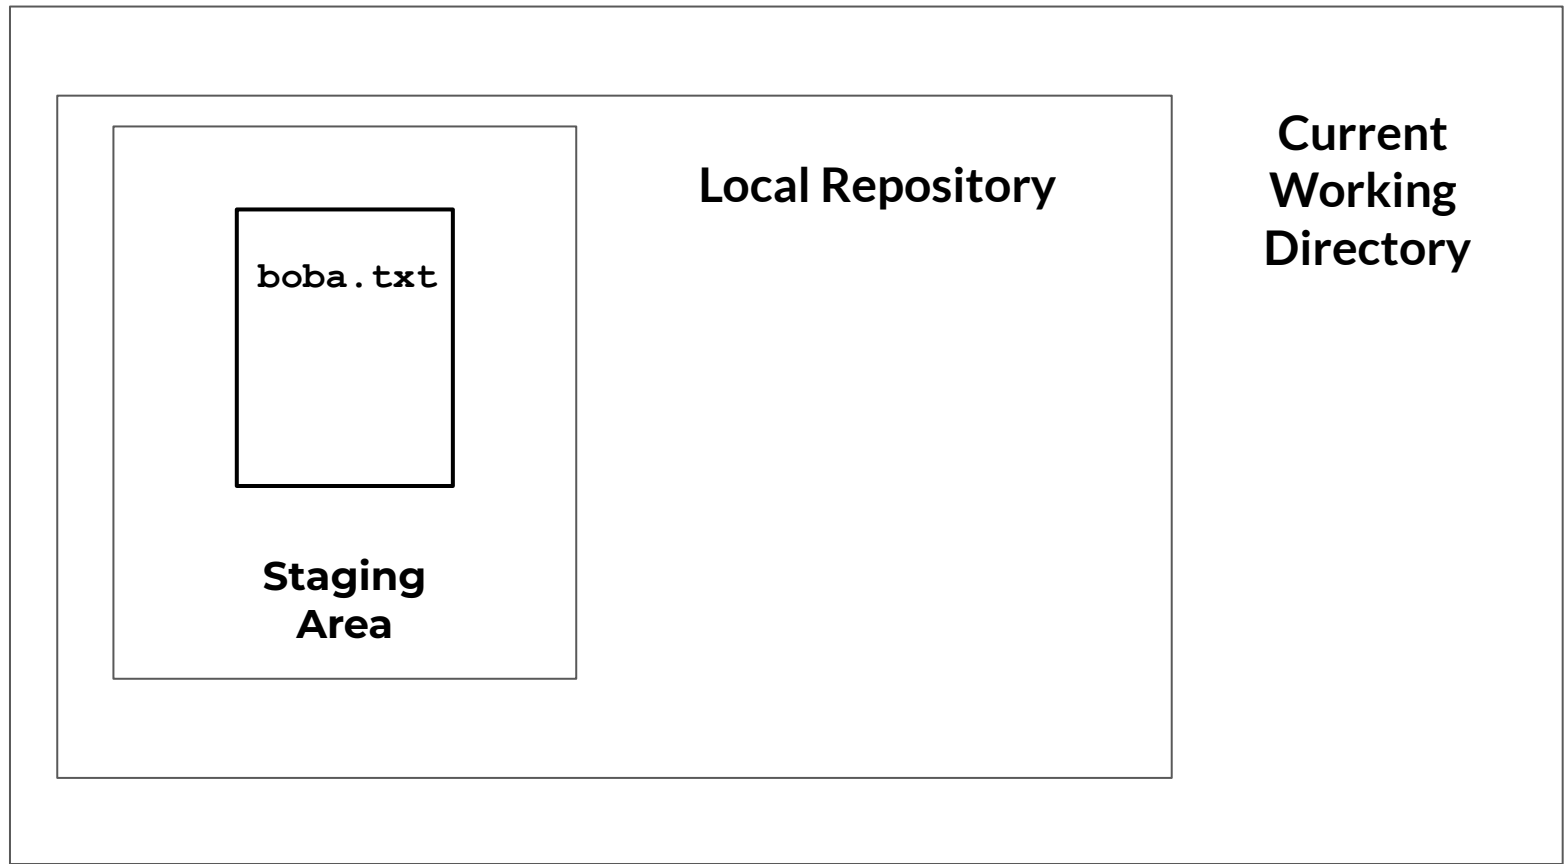 Local Repository
Current
Working
Directory
boba.txt
Staging
Area